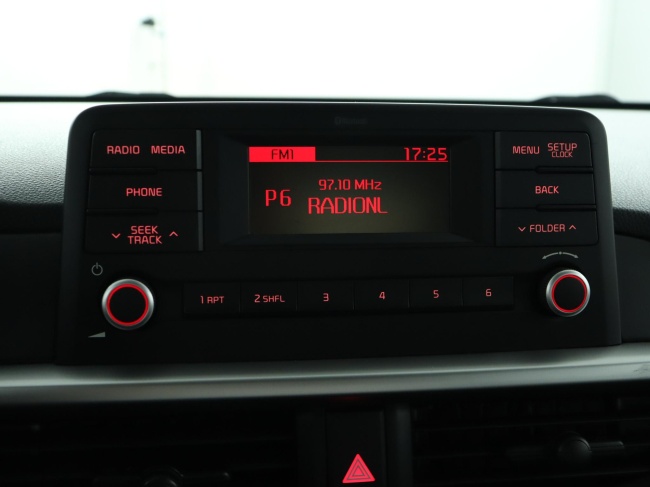 RADIO MEDIA
PHONE
SEEK
TRACK
FM1 17:25
P6
97.10 MHz
RADIONL
MENU SETUP
CLOCK
BACK
FOLDER
1 RPT 2 SHFL 3 4 5 6